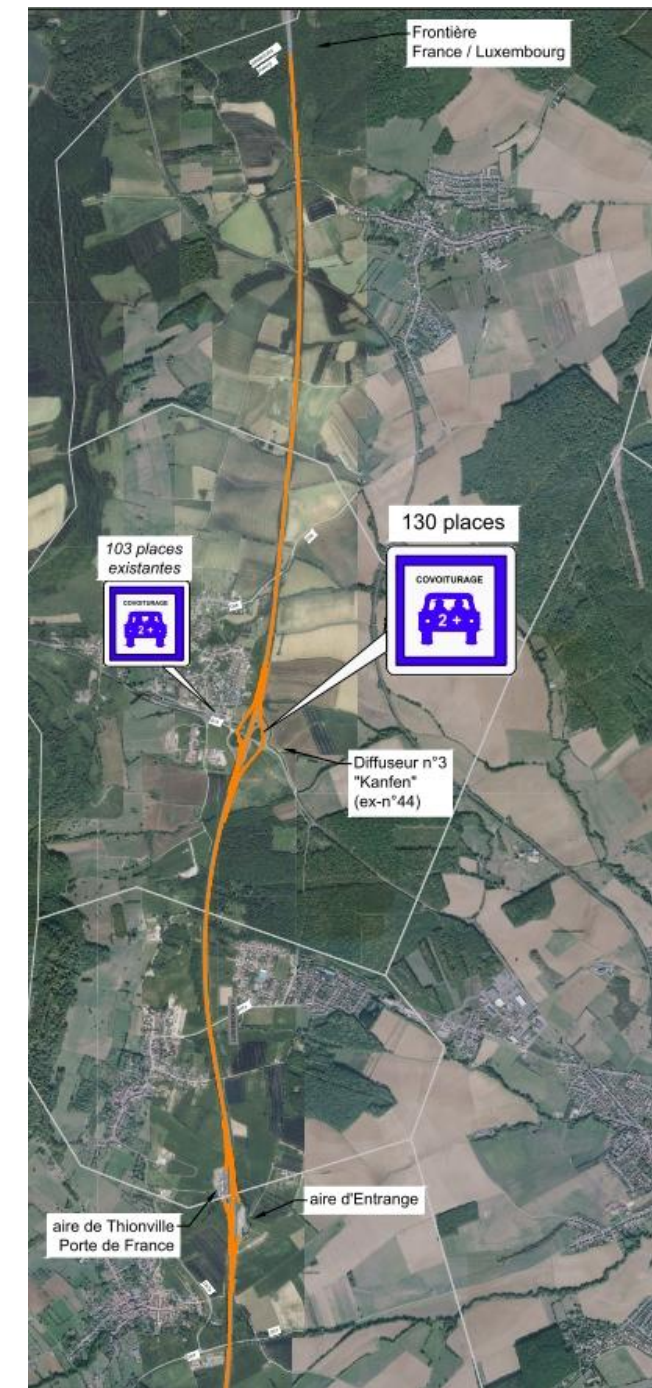 Frontière
France / Luxembourg
130 places
103 places
existantes
COVOITURAGE
2 +
COVOITURAGE
2 +
Diffuseur n°3
"Kanfen"
(ex-n°44)
aire d'Entrange
aire de Thionville
Porte de France